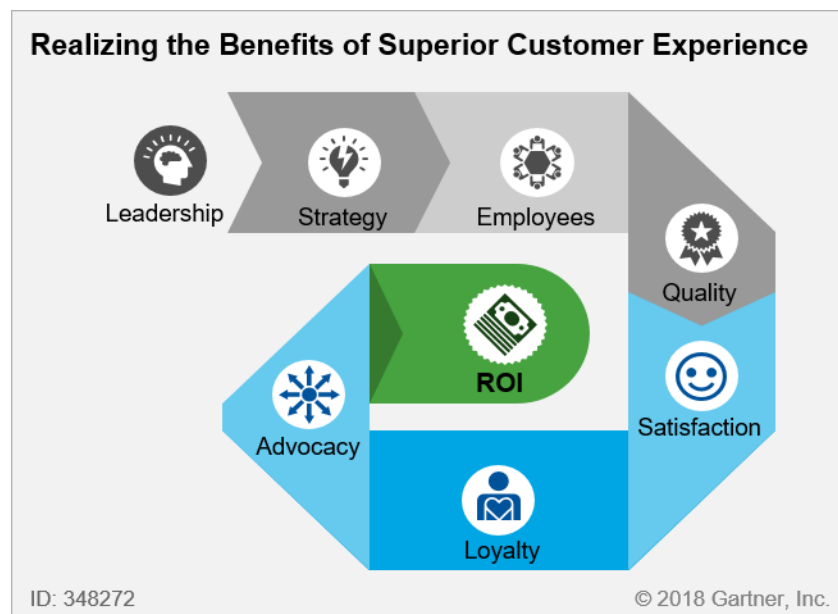 Realizing the Benefits of Superior Customer Experience
Leadership
Strategy
Employees
Quality
Satisfaction
Loyalty
Advocacy
ROI
ID: 348272
© 2018 Gartner, Inc.